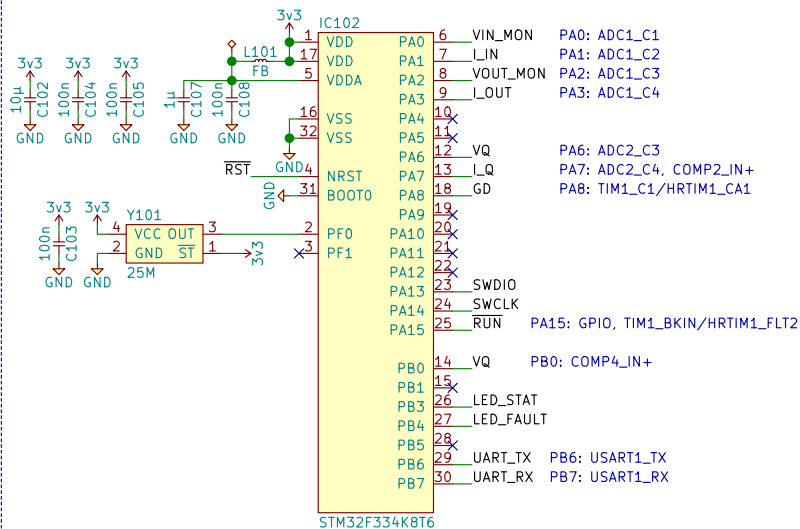 3v3
IC102
1 VDD PA0 6 VIN_MON PA0: ADC1_C1
L101
FB
17 VDD PA1 7 I_IN PA1: ADC1_C2
5 VDDA PA2 8 VOUT_MON PA2: ADC1_C3
PA3 9 I_OUT PA3: ADC1_C4
3v3 3v3 3v3
10µ C102 100n C104 100n C105 1µ C107 100n C108
GND GND GND GND GND
PA4 10
16 VSS PA5 11
32 VSS
GND
PA6 12 VQ PA6: ADC2_C3
RST 4 NRST PA7 13 I_Q PA7: ADC2_C4, COMP2_IN+
GND 31 BOOT0 PA8 18 GD PA8: TIM1_C1/HRTIM1_CA1
PA9 19
3v3 3v3 Y101
100n C103
4 VCC OUT 3 2 PF0 PA10 20
2 GND ST 1 3v3 3 PF1 PA11 21
GND GND 25M
PA12 22
PA13 23 SWDIO
PA14 24 SWCLK
PA15 25 RUN PA15: GPIO, TIM1_BKIN/HRTIM1_FLT2
PB0 14 VQ PB0: COMP4_IN+
PB1 15
PB3 26 LED_STAT
PB4 27 LED_FAULT
PB5 28
PB6 29 UART_TX PB6: USART1_TX
PB7 30 UART_RX PB7: USART1_RX
STM32F334K8T6